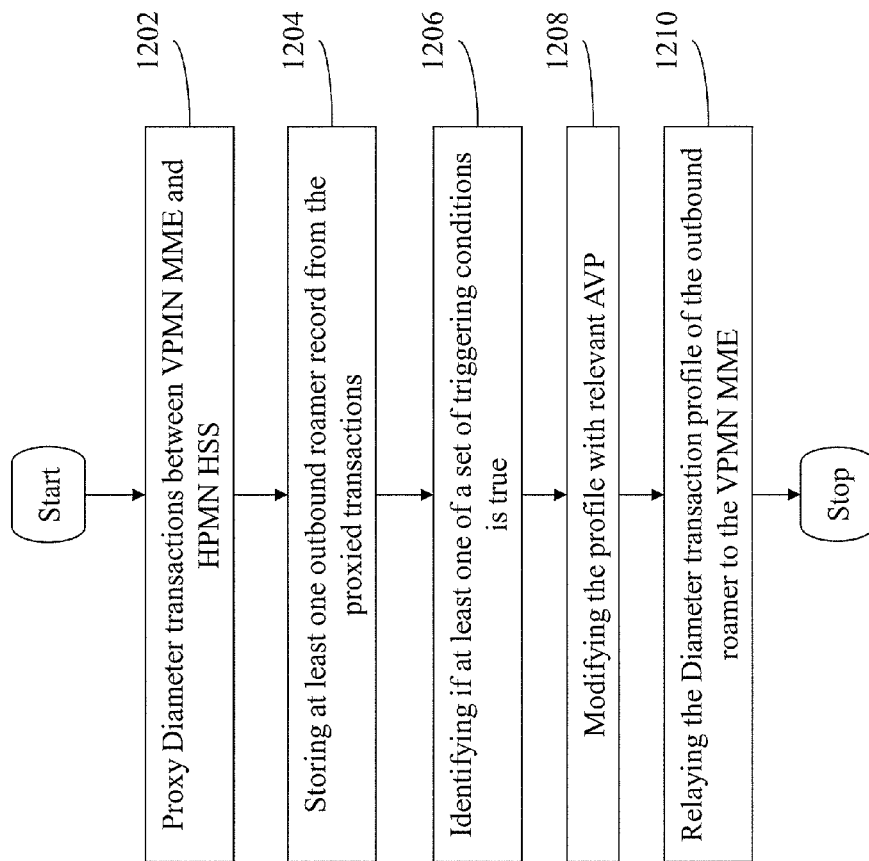 Start
Proxy Diameter transactions between VPMN MME and
HPMN HSS
1202
Storing at least one outbound roamer record from the
proxied transactions
1204
Identifying if at least one of a set of triggering conditions
is true
1206
Modifying the profile with relevant AVP
1208
Relaying the Diameter transaction profile of the outbound
roamer to the VPMN MME
1210
Stop